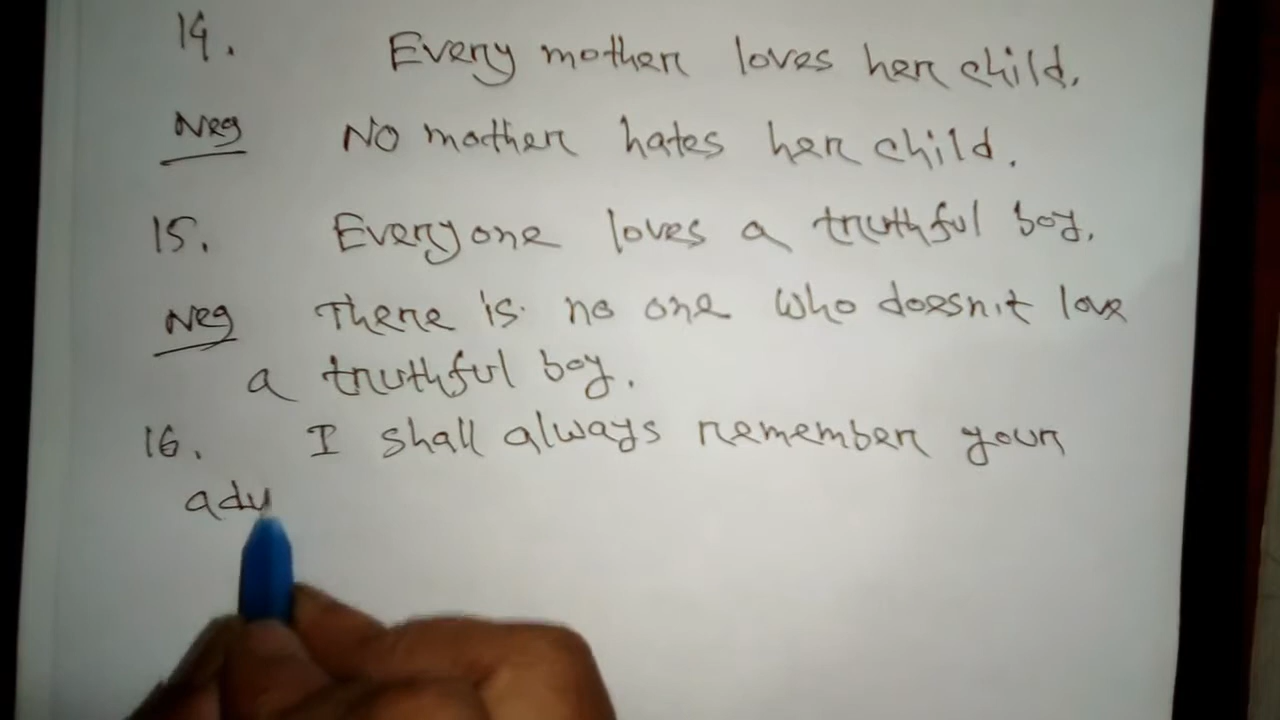 14. Every mother loves her child.
Neg No mother hates her child.
15. Everyone loves a truthful boy.
Neg There is no one who doesn't love
a truthful boy.
16. I shall always remember your
adv